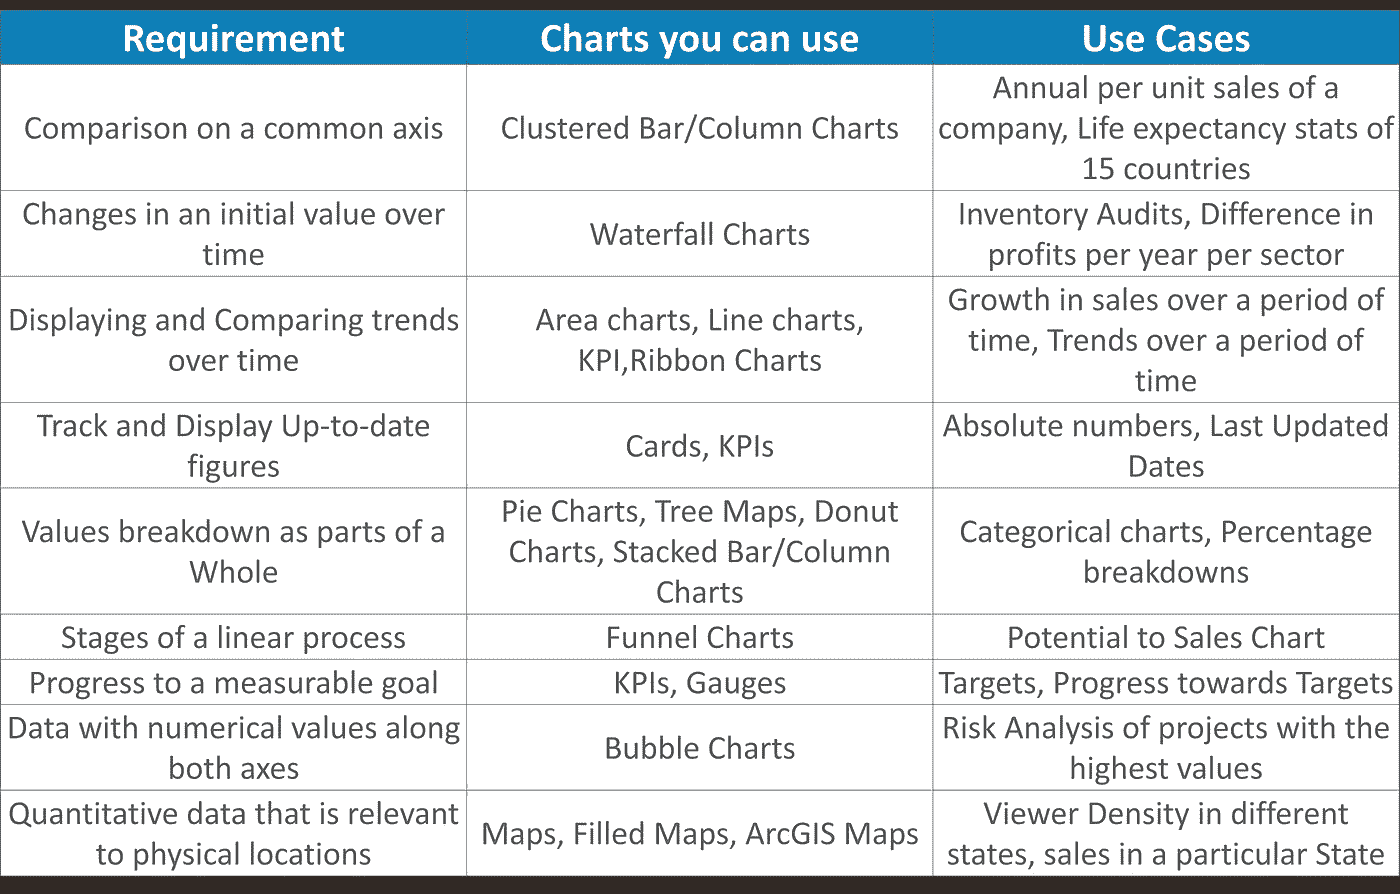 Requirement
Charts you can use
Use Cases
Comparison on a common axis
Clustered Bar/Column Charts
Annual per unit sales of a
company, Life expectancy stats of
15 countries
Changes in an initial value over
time
Waterfall Charts
Inventory Audits, Difference in
profits per year per sector
Displaying and Comparing trends
over time
Area charts, Line charts,
KPI,Ribbon Charts
Growth in sales over a period of
time, Trends over a period of
time
Track and Display Up-to-date
figures
Cards, KPIs
Absolute numbers, Last Updated
Dates
Values breakdown as parts of a
Whole
Pie Charts, Tree Maps, Donut
Charts, Stacked Bar/Column
Charts
Categorical charts, Percentage
breakdowns
Stages of a linear process
Funnel Charts
Potential to Sales Chart
Progress to a measurable goal
KPIs, Gauges
Targets, Progress towards Targets
Data with numerical values along
both axes
Bubble Charts
Risk Analysis of projects with the
highest values
Quantitative data that is relevant
to physical locations
Maps, Filled Maps, ArcGIS Maps
Viewer Density in different
states, sales in a particular State